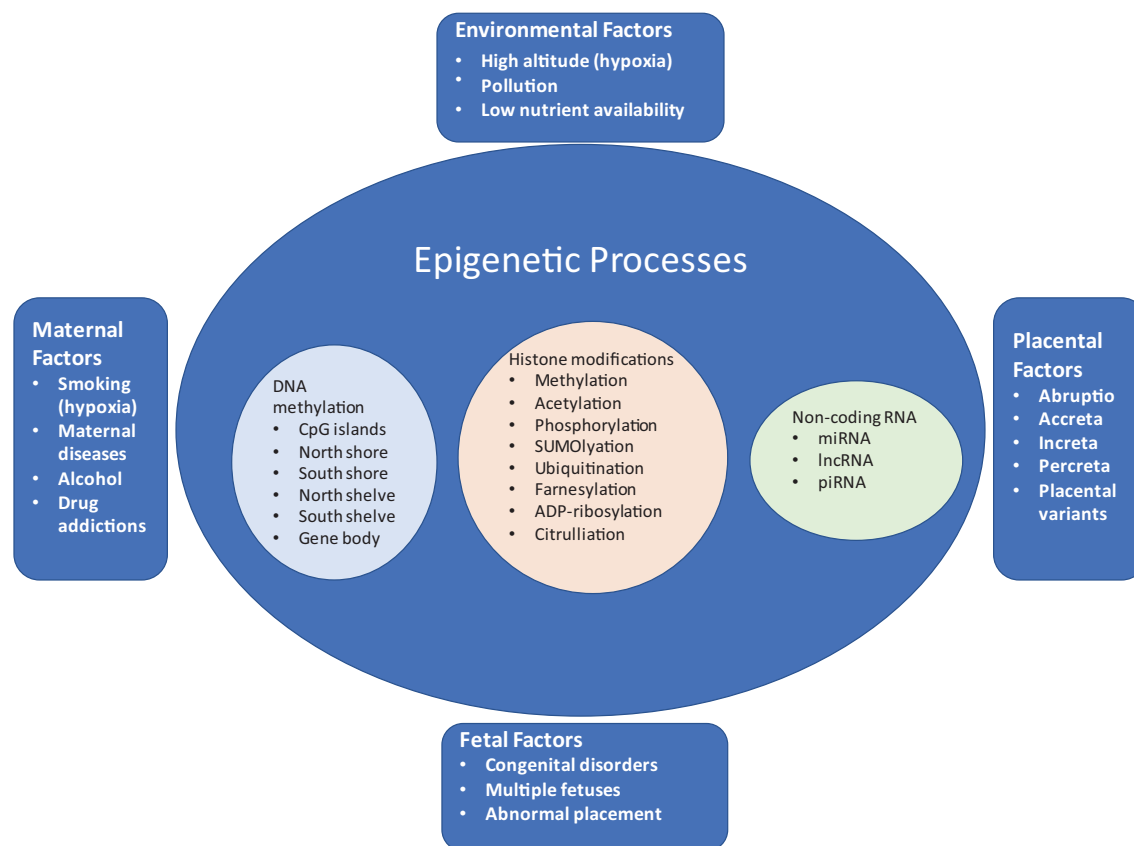 Environmental Factors
• High altitude (hypoxia)
• Pollution
• Low nutrient availability
Epigenetic Processes
Maternal
Factors
• Smoking
(hypoxia)
• Maternal
diseases
• Alcohol
• Drug
addictions
DNA
methylation
• CpG islands
• North shore
• South shore
• North shelve
• South shelve
• Gene body
Histone modifications
• Methylation
• Acetylation
• Phosphorylation
• SUMOlyation
• Ubiquitination
• Farnesylation
• ADP-ribosylation
• Citrulliation
Non-coding RNA
• miRNA
• lncRNA
• piRNA
Placental
Factors
• Abruptio
• Accreta
• Increta
• Percreta
• Placental
variants
Fetal Factors
• Congenital disorders
• Multiple fetuses
• Abnormal placement